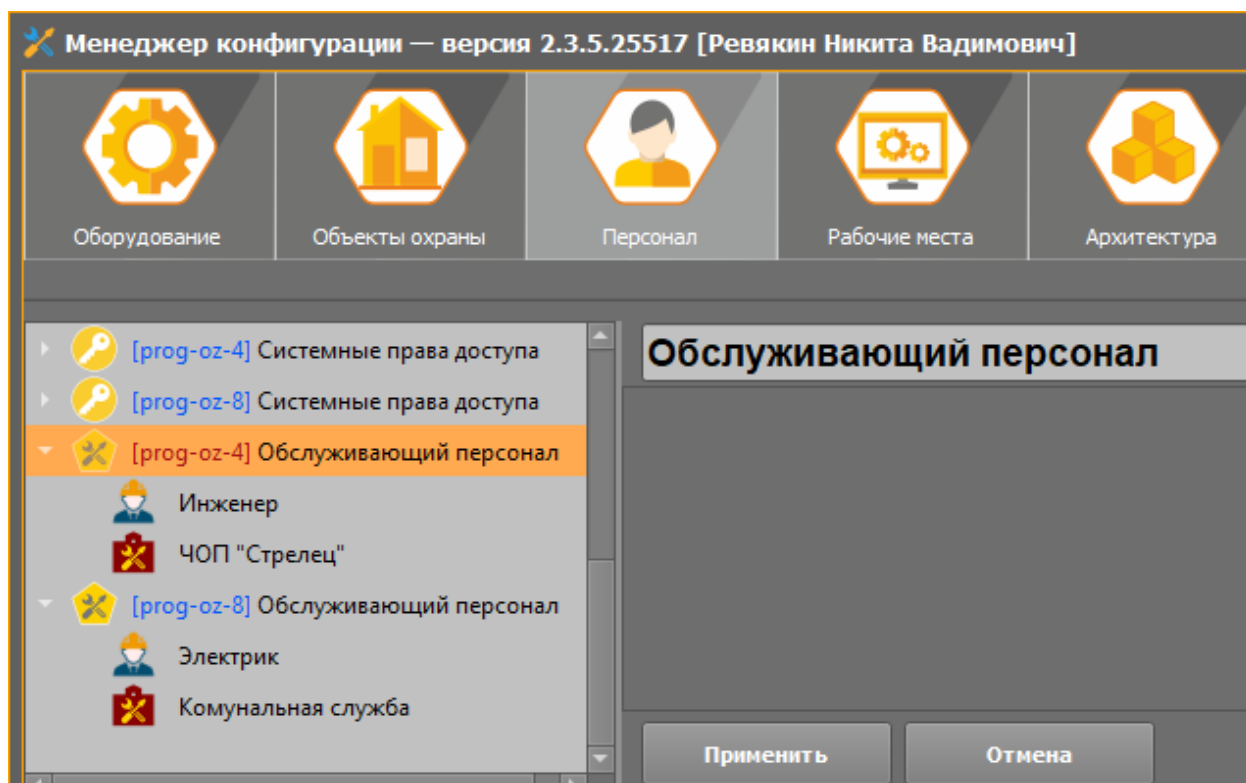 Менеджер конфигурации — версия 2.3.5.25517 [Ревякин Никита Вадимович]
Оборудование
Объекты охраны
Персонал
Рабочие места
Архитектура
[prog-oz-4] Системные права доступа
[prog-oz-8] Системные права доступа
[prog-oz-4] Обслуживающий персонал
Инженер
ЧОП "Стрелец"
[prog-oz-8] Обслуживающий персонал
Электрик
Комунальная служба
Обслуживающий персонал
Применить
Отмена